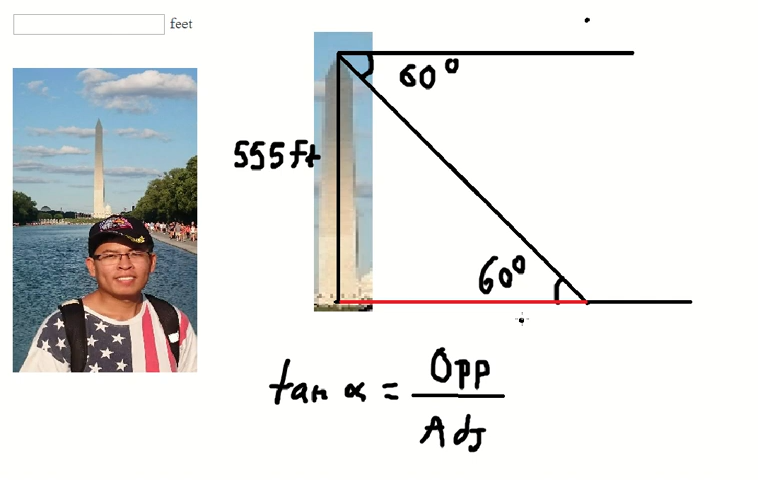 feet
60°
555ft
60°
tan α = Opp
Adj